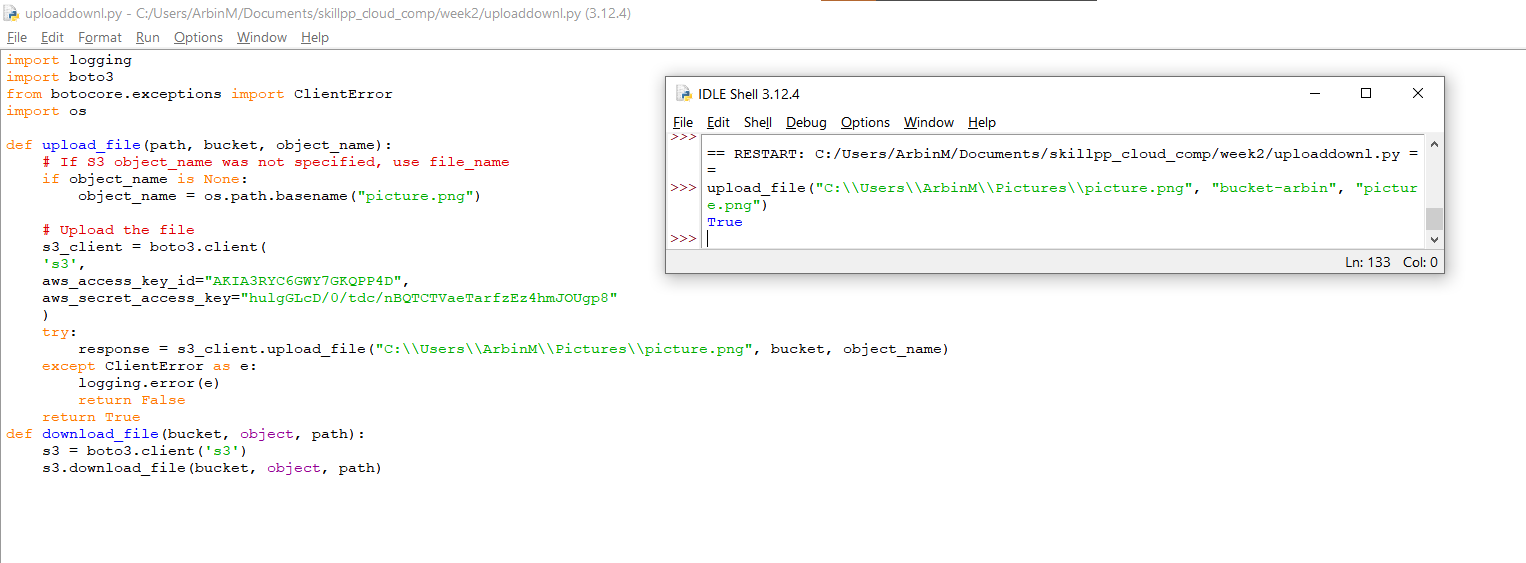 uploaddownl.py - C:/Users/ArbinM/Documents/skillpp_cloud_comp/week2/uploaddownl.py (3.12.4)
File Edit Format Run Options Window Help
import logging
import boto3
from botocore.exceptions import ClientError
import os
def upload_file(path, bucket, object_name):
    # If S3 object_name was not specified, use file_name
    if object_name is None:
        object_name = os.path.basename("picture.png")
    # Upload the file
    s3_client = boto3.client(
    's3',
    aws_access_key_id="AKIA3RYC6GWY7GKQPP4D",
    aws_secret_access_key="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"
    )
    try:
        response = s3_client.upload_file("C:\\Users\\ArbinM\\Pictures\\picture.png", bucket, object_name)
    except ClientError as e:
        logging.error(e)
        return False
    return True
def download_file(bucket, object, path):
    s3 = boto3.client('s3')
    s3.download_file(bucket, object, path)
IDLE Shell 3.12.4
File Edit Shell Debug Options Window Help
>>>
== RESTART: C:/Users/ArbinM/Documents/skillpp_cloud_comp/week2/uploaddownl.py =
=
>>> upload_file("C:\\Users\\ArbinM\\Pictures\\picture.png", "bucket-arbin", "pictur
e.png")
True
>>>
Ln: 133 Col: 0